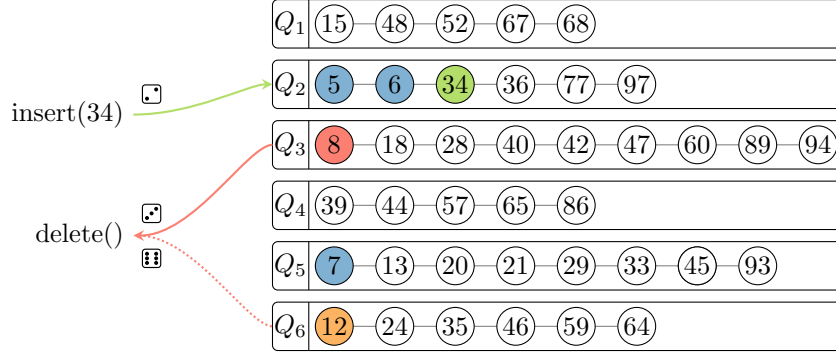 Q1 15 48 52 67 68
Q2 5 6 34 36 77 97
insert(34)
Q3 8 18 28 40 42 47 60 89 94
Q4 39 44 57 65 86
delete()
Q5 7 13 20 21 29 33 45 93
Q6 12 24 35 46 59 64